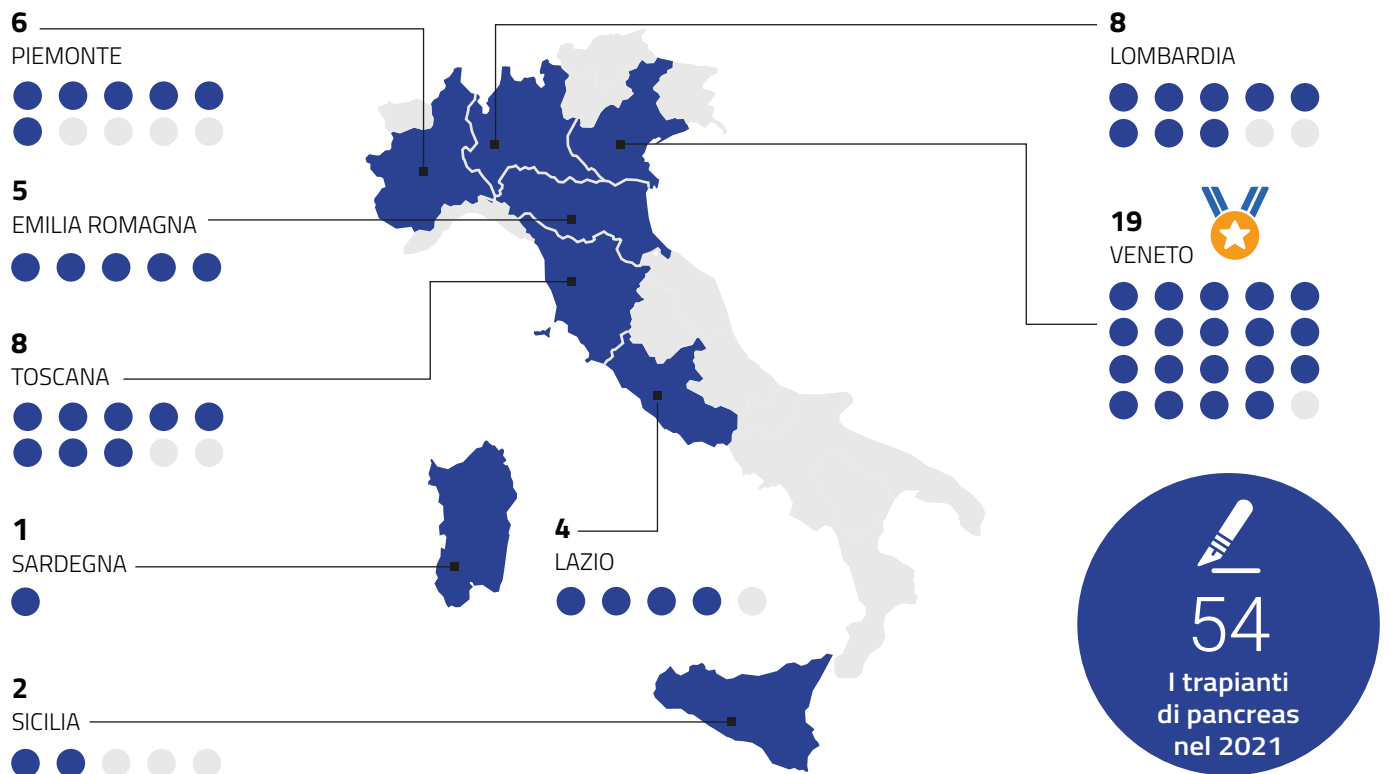 6
PIEMONTE
5
EMILIA ROMAGNA
8
TOSCANA
1
SARDEGNA
2
SICILIA
4
LAZIO
8
LOMBARDIA
19
VENETO
54
I trapianti
di pancreas
nel 2021